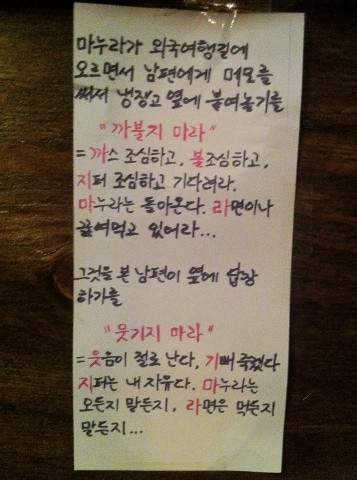 마누라가 외국여행길에
오르면서 남편에게 메모를
써서 냉장고 옆에 붙여놓기를
"까불지 마라"
= 까스 조심하고, 불조심하고,
지퍼 조심하고 기다려라.
마누라는 돌아온다. 라면이나
끓여먹고 있어라...
그것을 본 남편이 옆에 답장
하기를
"웃기지 마라"
= 웃음이 절로 난다, 기뻐 죽겠다
지퍼는 내 자유다. 마누라는
오든지 말든지, 라면은 먹든지
말든지...